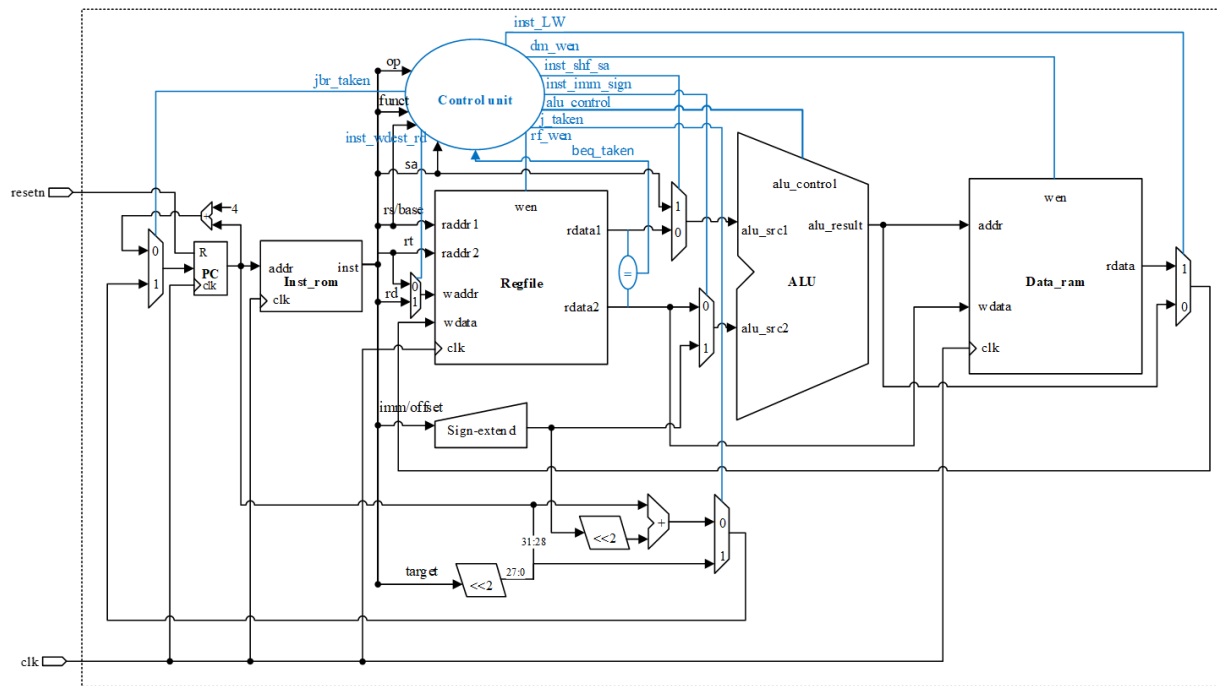 inst_LW
dm_wen
inst_shf_sa
inst_imm_sign
alu_control
j_taken
rf_wen
beq_taken
jbr_taken
inst_wdest_rd
Control unit
op
funct
sa
resetn
4
+
0
1
R
PC
clk
addr
inst
Inst_rom
clk
rs/base
rt
rd
0
1
wen
raddr1
raddr2
waddr
wdata
clk
Regfile
rdata1
rdata2
=
1
0
0
1
alu_control
alu_src1
alu_src2
alu_result
ALU
wen
addr
rdata
Data_ram
wdata
clk
1
0
imm/offset
Sign-extend
<<2
+
0
1
31:28
27:0
target
<<2
clk